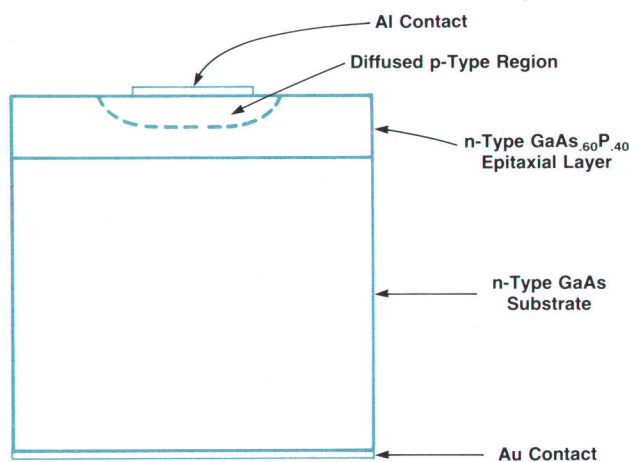 Al Contact
Diffused p-Type Region
n-Type GaAs.60P.40
Epitaxial Layer
n-Type GaAs
Substrate
Au Contact